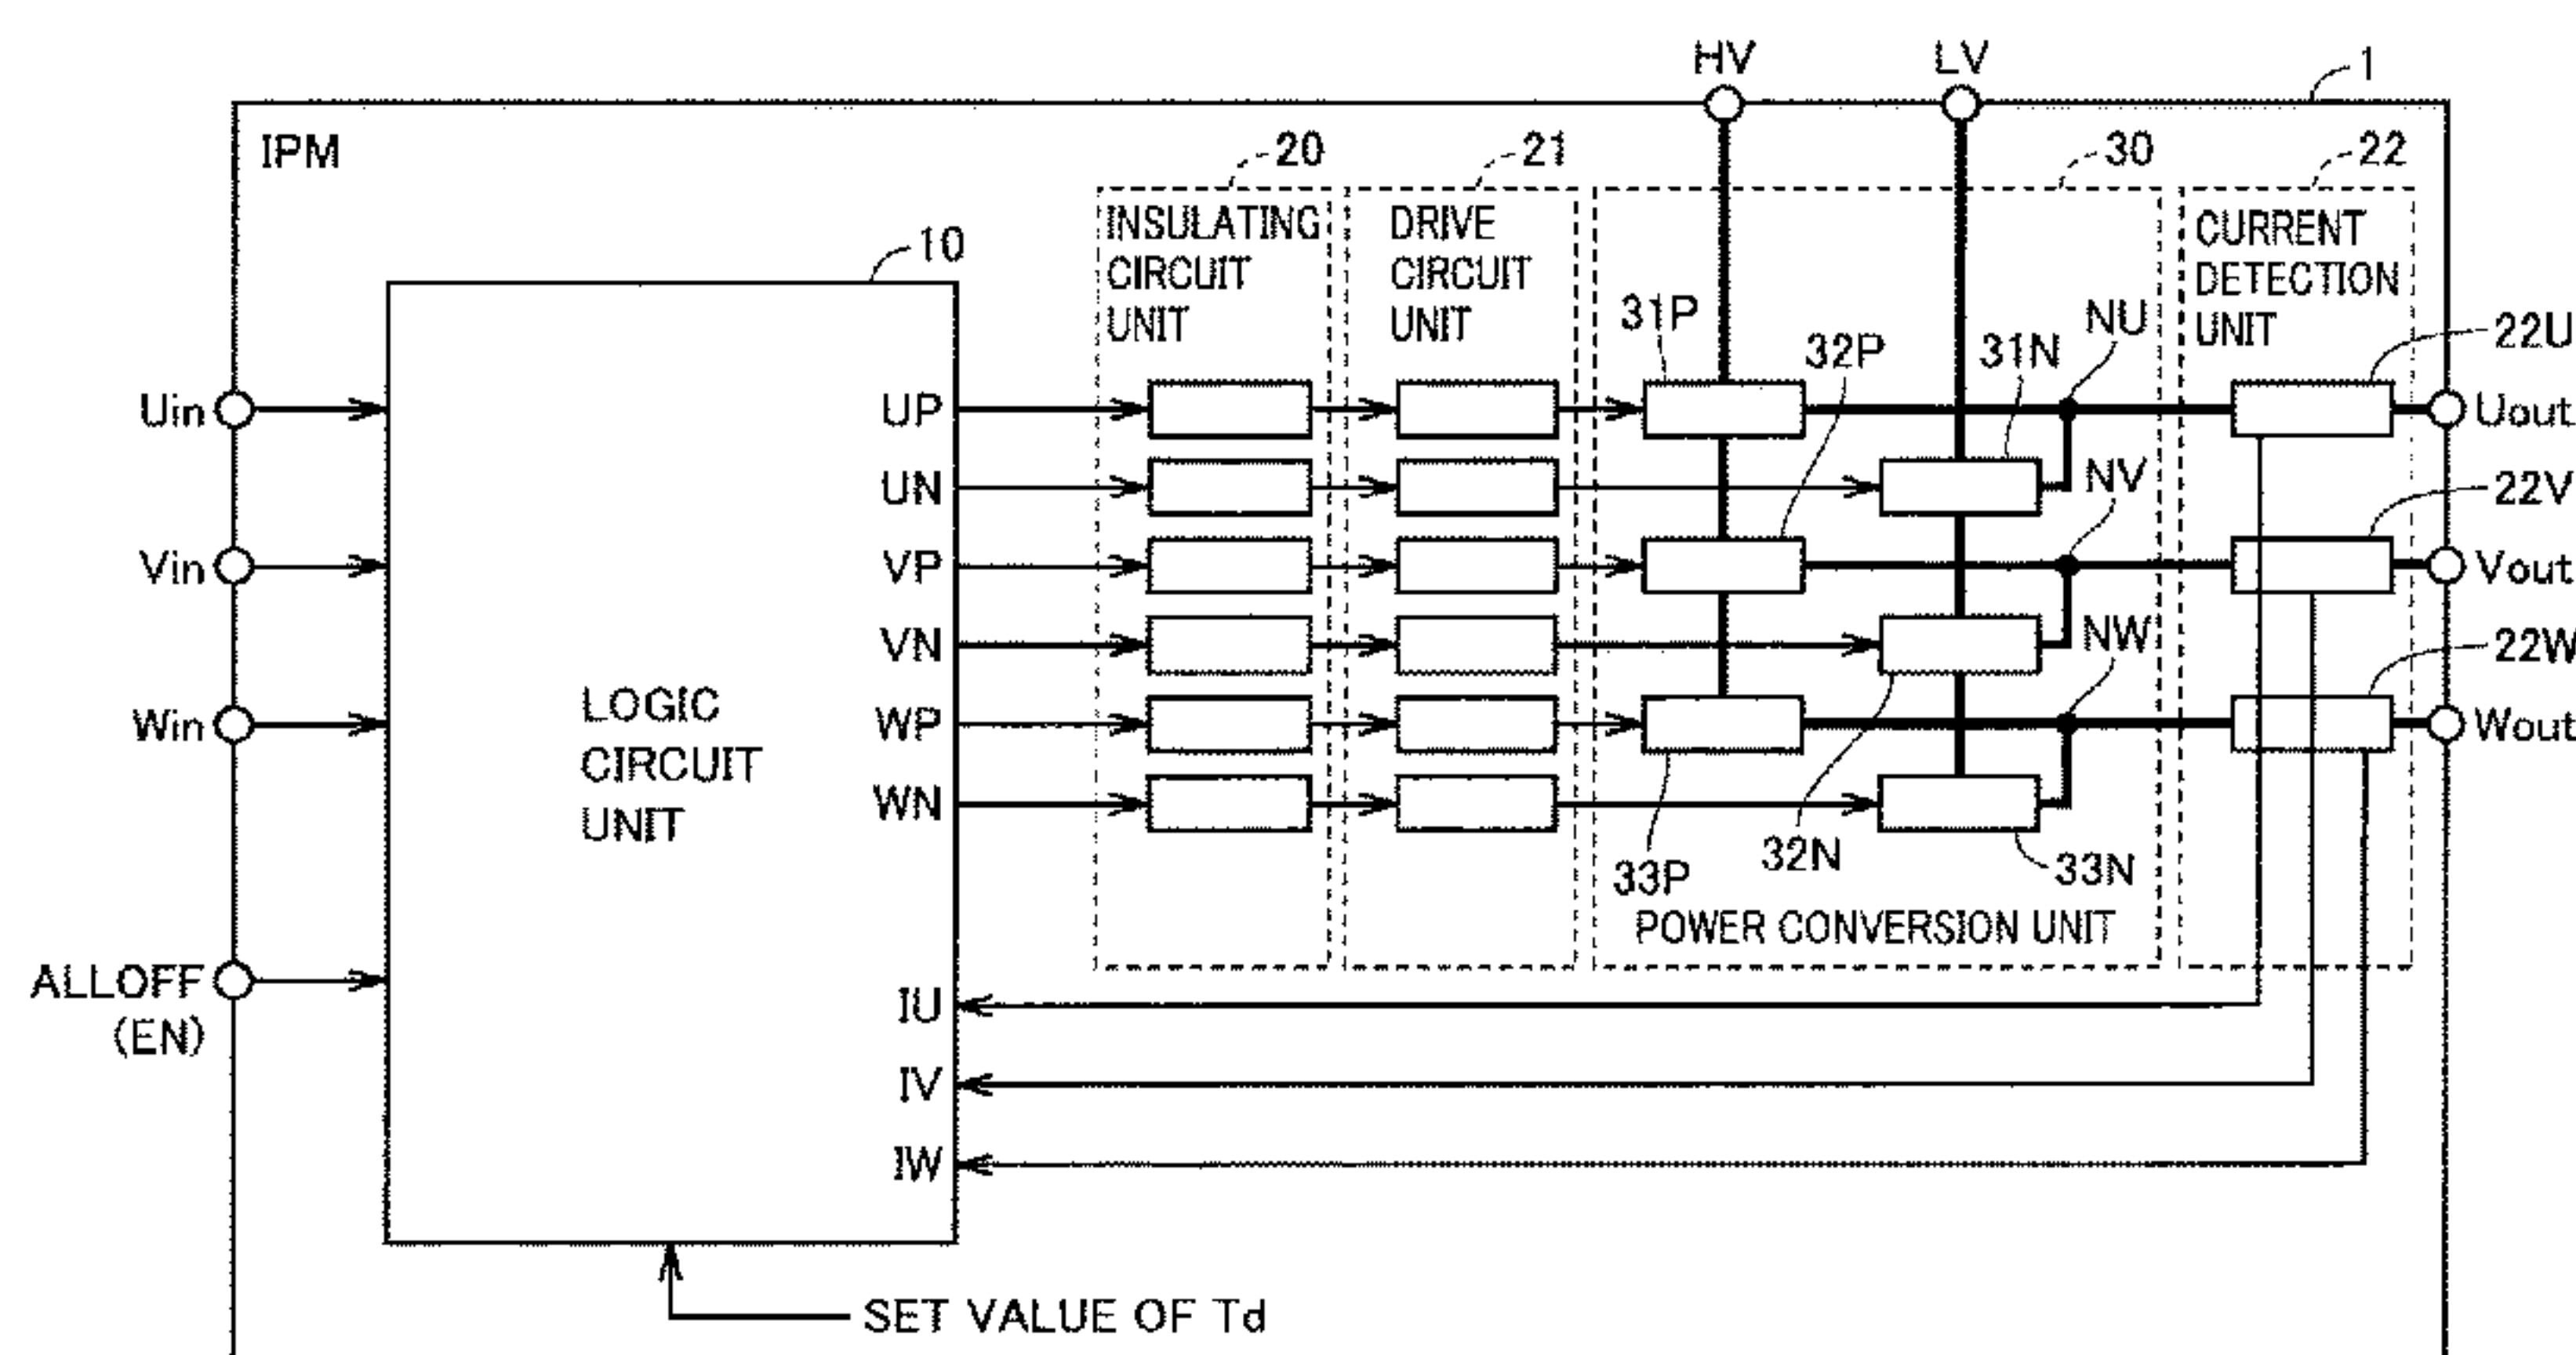 HV
LV
1
IPM
20
21
30
22
INSULATING
CIRCUIT
UNIT
DRIVE
CIRCUIT
UNIT
CURRENT
DETECTION
UNIT
10
31P
32P
31N
NU
22U
Uin
UP
Uout
UN
NV
22V
Vin
VP
Vout
VN
NW
22W
Win
LOGIC
CIRCUIT
UNIT
WP
Wout
WN
33P
32N
33N
POWER CONVERSION UNIT
ALLOFF
(EN)
IU
IV
IW
SET VALUE OF Td